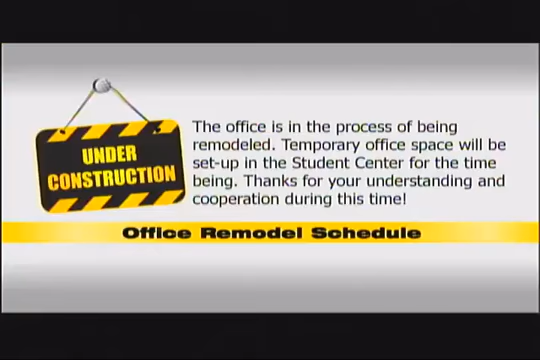 UNDER
CONSTRUCTION
The office is in the process of being
remodeled. Temporary office space will be
set-up in the Student Center for the time
being. Thanks for your understanding and
cooperation during this time!
Office Remodel Schedule